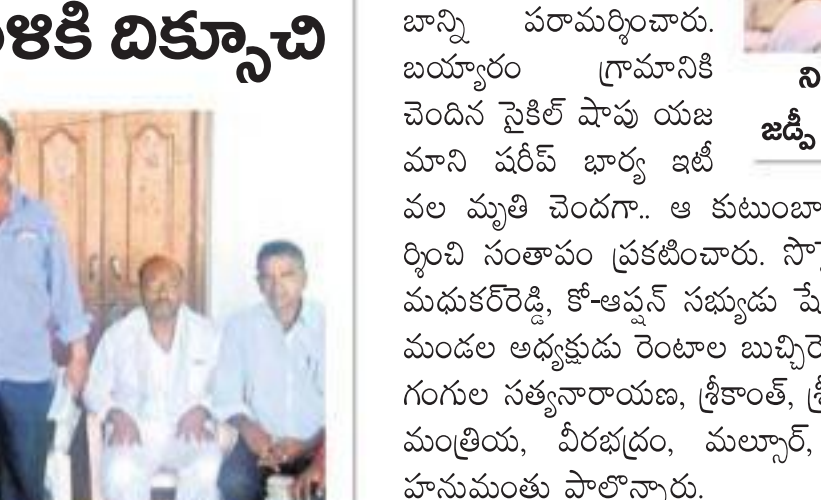 దిక్సూచి
బాన్ని పరామర్శించారు.
బయ్యారం గ్రామానికి
చెందిన సైకిల్ షాపు యజ
మాని షరీప్ భార్య ఇటీ
వల మృతి చెందగా.. ఆ కుటుంబా
ర్శించి సంతాపం ప్రకటించారు.
మధుకర్‌రెడ్డి, కో-ఆప్షన్ సభ్యుడు
మండల అధ్యక్షుడు రెంటాల
గంగుల సత్యనారాయణ, శ్రీకాంత్,
మంత్రియ, వీరభద్రం, మల్సూర్,
హనుమంతు పాల్గొన్నారు.
జడ్పీ